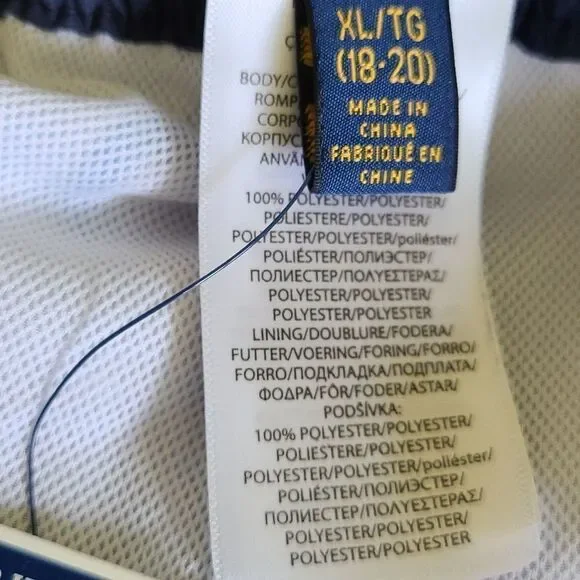 XL/TG
(18-20)
MADE IN
CHINA
FABRIQUÉ EN
CHINE
BODY/C
ROMP
CORP
КОРПУС
ANVÄN
100% POLYESTER/POLYESTER/
POLIESTERE/POLYESTER/
POLYESTER/POLYESTER/poliéster/
POLIÉSTER/ПОЛИЭСТЕР/
ПОЛИЕСТЕР/ΠΟΛΥΕΣΤΕΡΑΣ/
POLYESTER/POLYESTER/
POLYESTER/POLYESTER
LINING/DOUBLURE/FODERA/
FUTTER/VOERING/FORING/FORRO/
FORRO/ПОДКЛАДКА/ПОДПЛАТА/
ΦΟΔΡΑ/FÔR/FODER/ASTAR/
PODŠÍVKA:
100% POLYESTER/POLYESTER/
POLIESTERE/POLYESTER/
POLYESTER/POLYESTER/poliéster/
POLIÉSTER/ПОЛИЭСТЕР/
ПОЛИЕСТЕР/ΠΟΛΥΕΣΤΕΡΑΣ/
POLYESTER/POLYESTER/
POLYESTER/POLYESTER